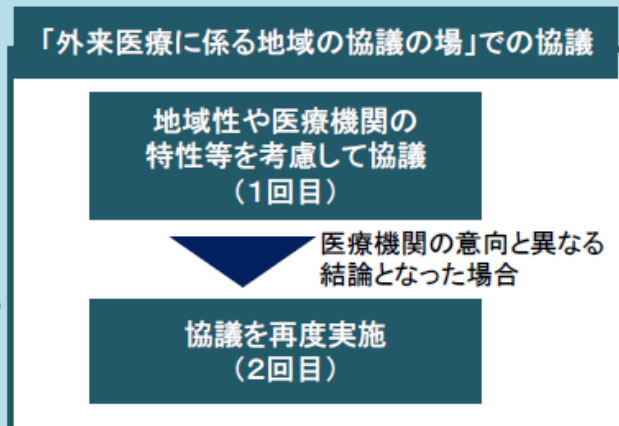 「外来医療に係る地域の協議の場」での協議
地域性や医療機関の
特性等を考慮して協議
（1回目）
医療機関の意向と異なる
結論となった場合
協議を再度実施
（2回目）